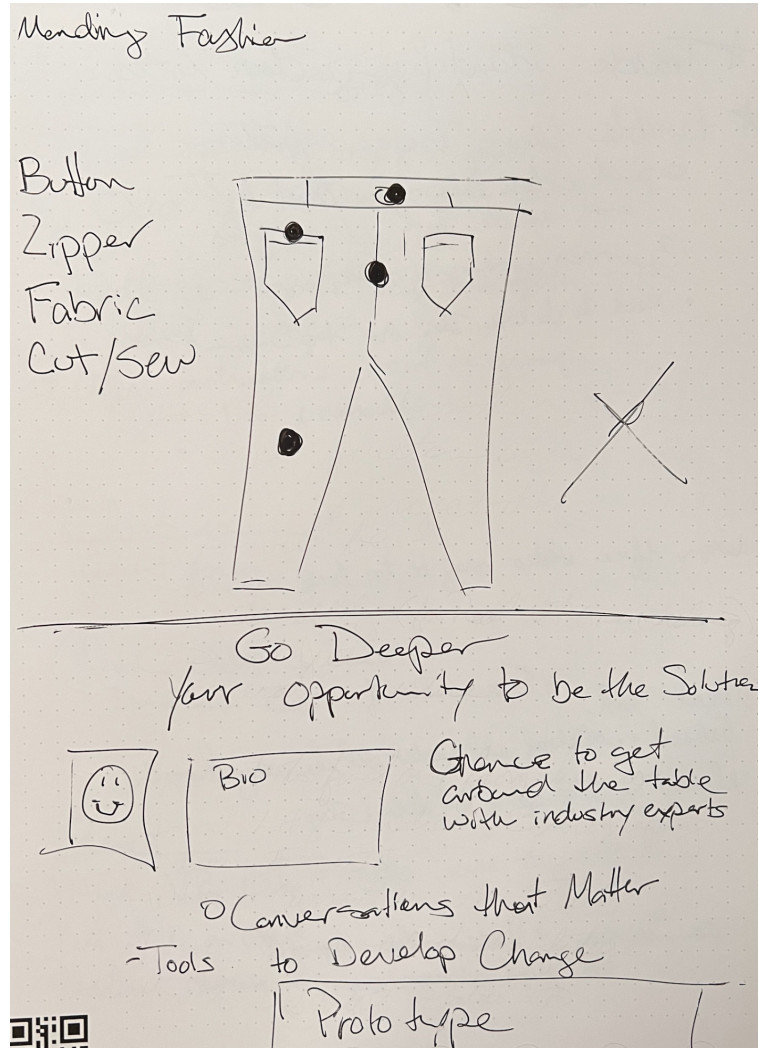 Mending Fashion
Button
Zipper
Fabric
Cut/Sew
Go Deeper
Your opportunity to be the Solution
Bio
Chance to get
around the table
with industry experts
Conversations that Matter
-Tools to Develop Change
Prototype